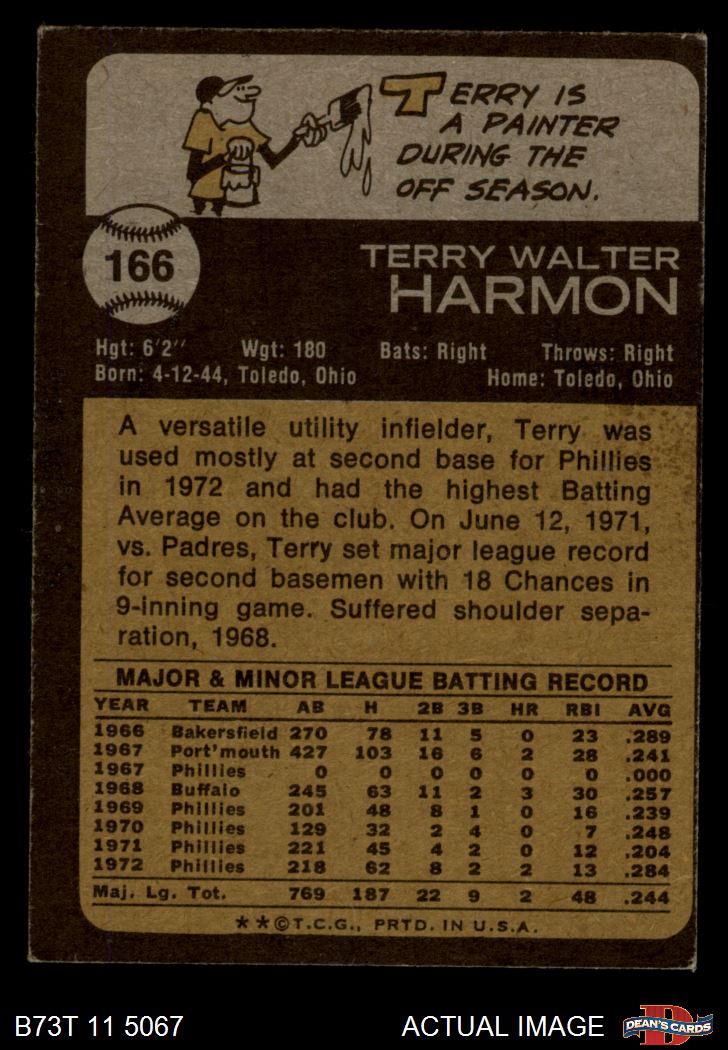 TERRY IS
A PAINTER
DURING THE
OFF SEASON.
166
TERRY WALTER
HARMON
Hgt: 6'2" Wgt: 180 Bats: Right Throws: Right
Born: 4-12-44, Toledo, Ohio Home: Toledo, Ohio
A versatile utility infielder, Terry was
used mostly at second base for Phillies
in 1972 and had the highest Batting
Average on the club. On June 12, 1971,
vs. Padres, Terry set major league record
for second basemen with 18 Chances in
9-inning game. Suffered shoulder sepa-
ration, 1968.
MAJOR & MINOR LEAGUE BATTING RECORD
YEAR TEAM AB H 2B 3B HR RBI AVG
1966 Bakersfield 270 78 11 5 0 23 .289
1967 Port'mouth 427 103 16 6 2 28 .241
1967 Phillies 0 0 0 0 0 0 .000
1968 Buffalo 245 63 11 2 3 30 .257
1969 Phillies 201 48 8 1 0 16 .239
1970 Phillies 129 32 2 4 0 7 .248
1971 Phillies 221 45 4 2 0 12 .204
1972 Phillies 218 62 8 2 2 13 .284
Maj. Lg. Tot. 769 187 22 9 2 48 .244
**©T.C.G., PRTD. IN U.S.A.
B73T 11 5067 ACTUAL IMAGE D DEAN'S CARDS